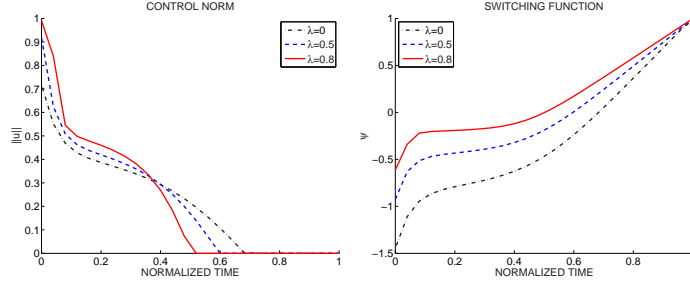 CONTROL NORM
1
0.9
0.8
0.7
0.6
0.5
0.4
0.3
0.2
0.1
0
||u||
λ=0
λ=0.5
λ=0.8
0
0.2
0.4
0.6
0.8
1
NORMALIZED TIME
SWITCHING FUNCTION
1
0.5
0
−0.5
−1
−1.5
ψ
λ=0
λ=0.5
λ=0.8
0
0.2
0.4
0.6
0.8
NORMALIZED TIME